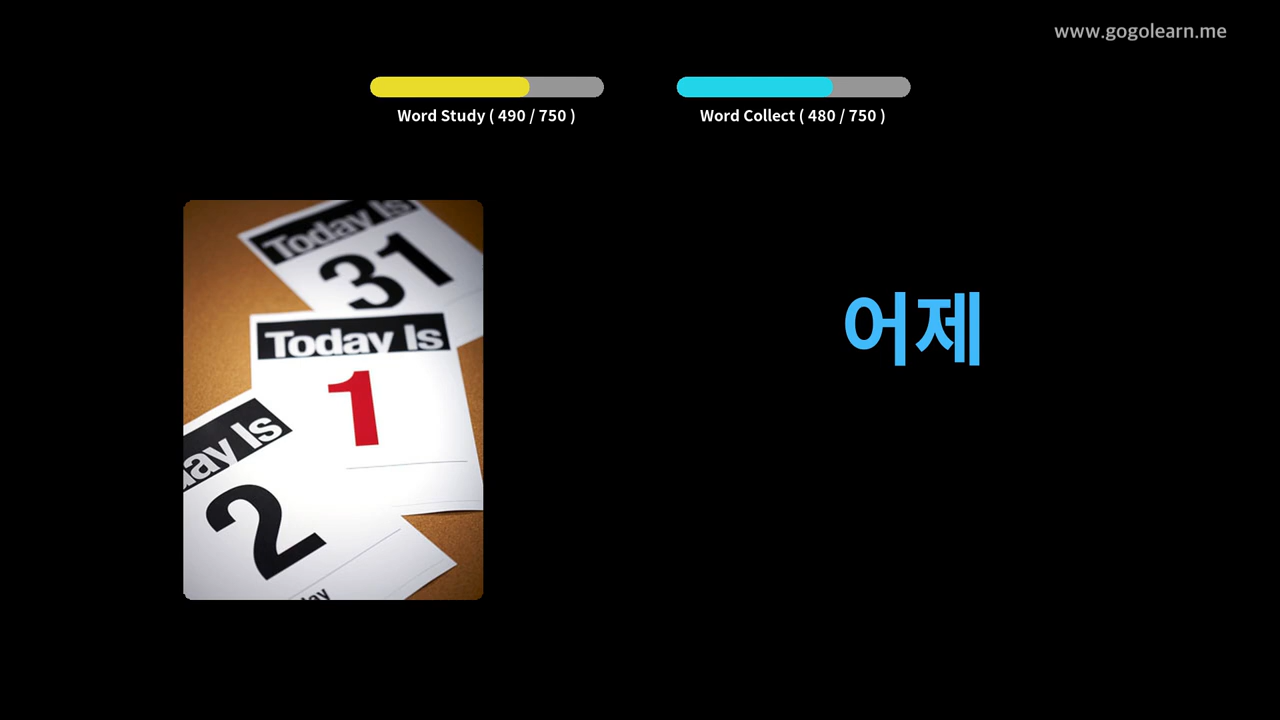 www.gogolearn.me
Word Study ( 490 / 750 )
Word Collect ( 480 / 750 )
Today Is
31
Today Is
1
ay Is
2
어제